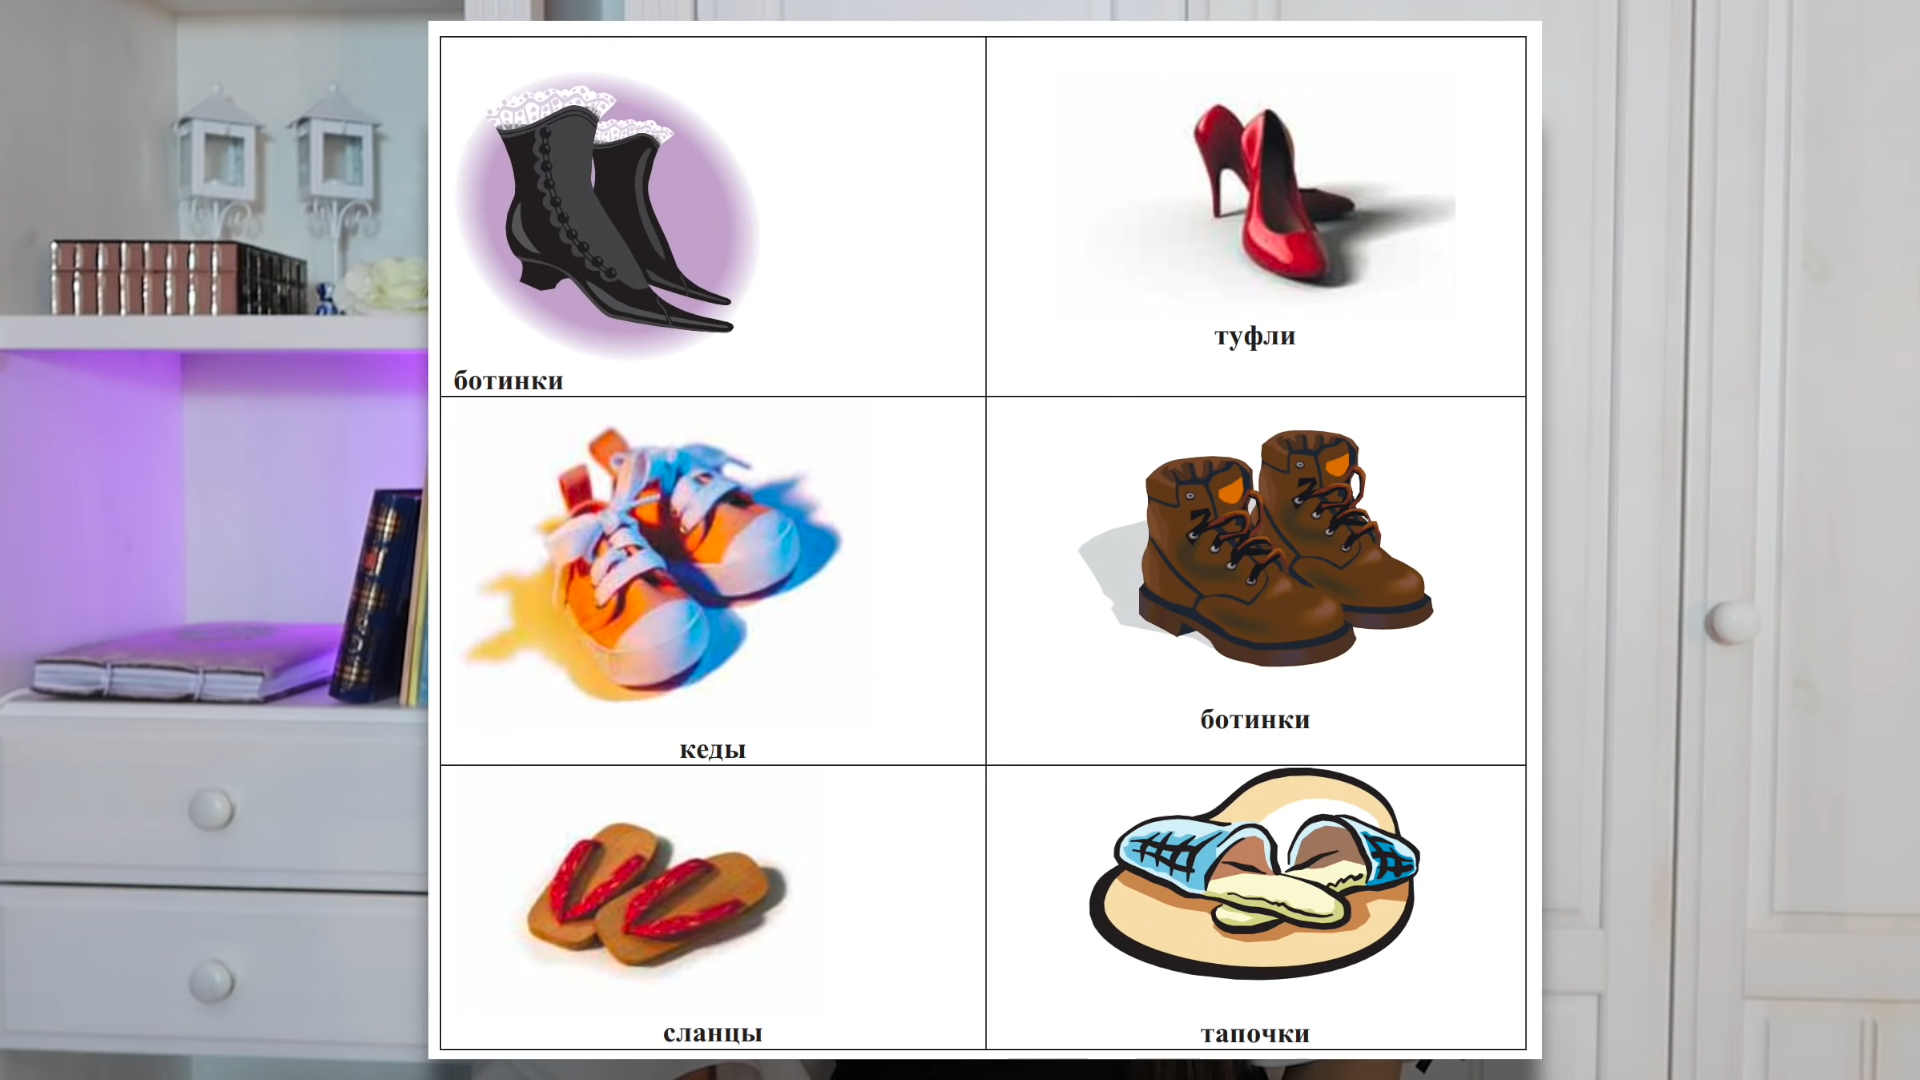 ботинки
туфли
кеды
ботинки
сланцы
тапочки